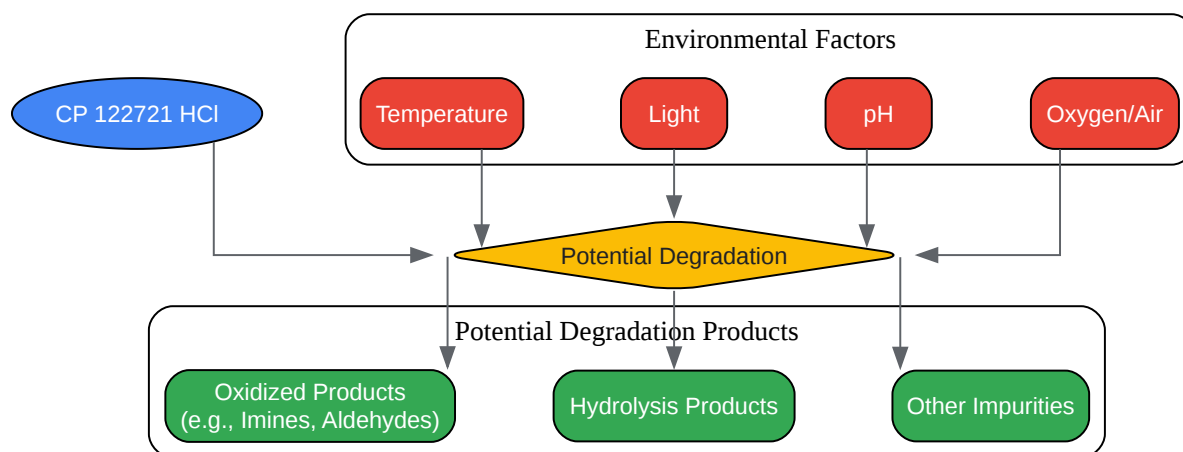 Environmental Factors
CP 122721 HCl
Temperature
Light
pH
Oxygen/Air
Potential Degradation
Potential Degradation Products
Oxidized Products
(e.g., Imines, Aldehydes)
Hydrolysis Products
Other Impurities